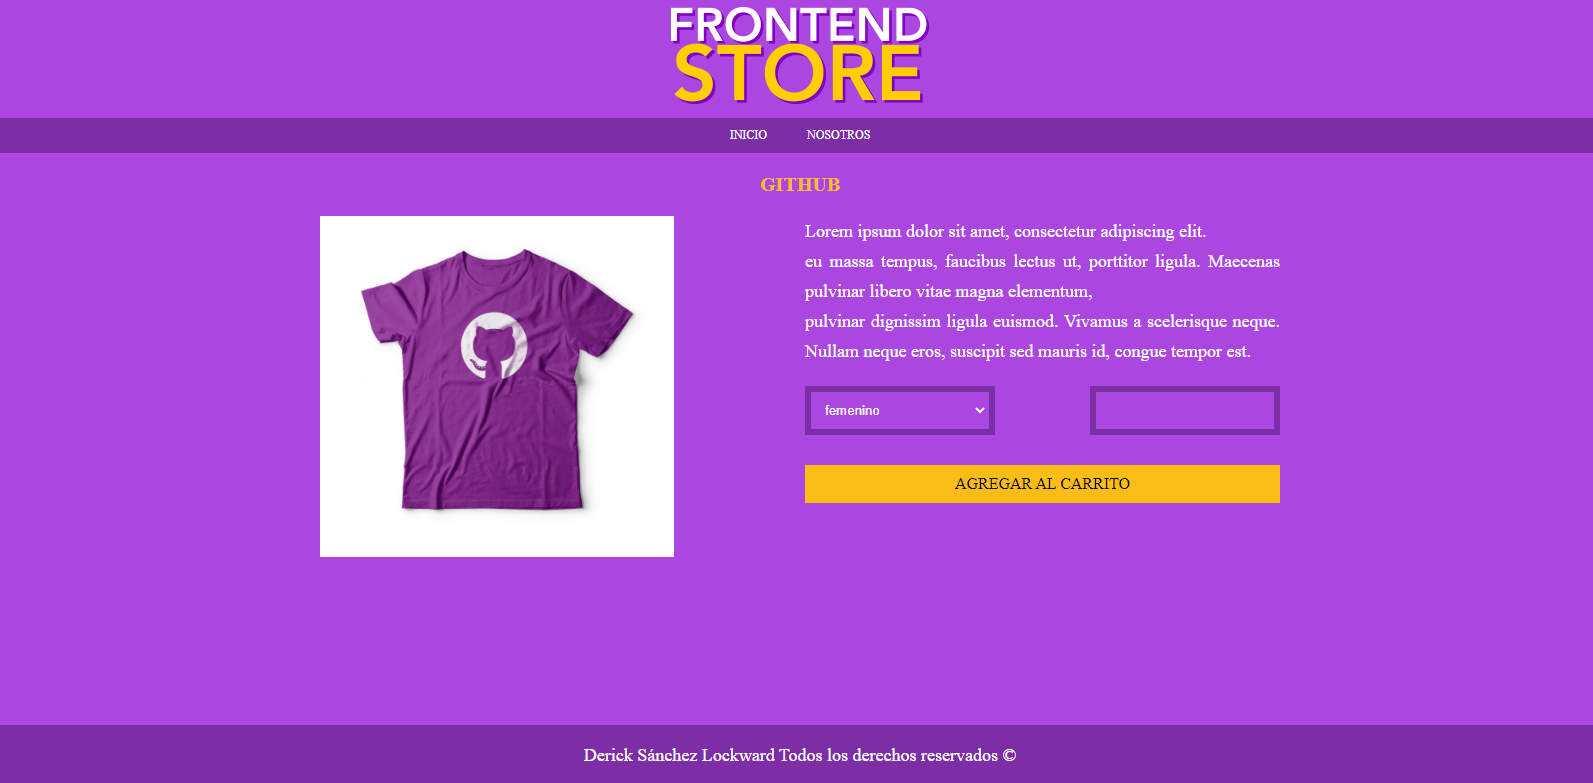 FRONTEND
STORE
INICIO NOSOTROS
GITHUB
Lorem ipsum dolor sit amet, consectetur adipiscing elit.
eu massa tempus, faucibus lectus ut, porttitor ligula. Maecenas
pulvinar libero vitae magna elementum,
pulvinar dignissim ligula euismod. Vivamus a scelerisque neque.
Nullam neque eros, suscipit sed mauris id, congue tempor est.
femenino
AGREGAR AL CARRITO
Derick Sánchez Lockward Todos los derechos reservados ©